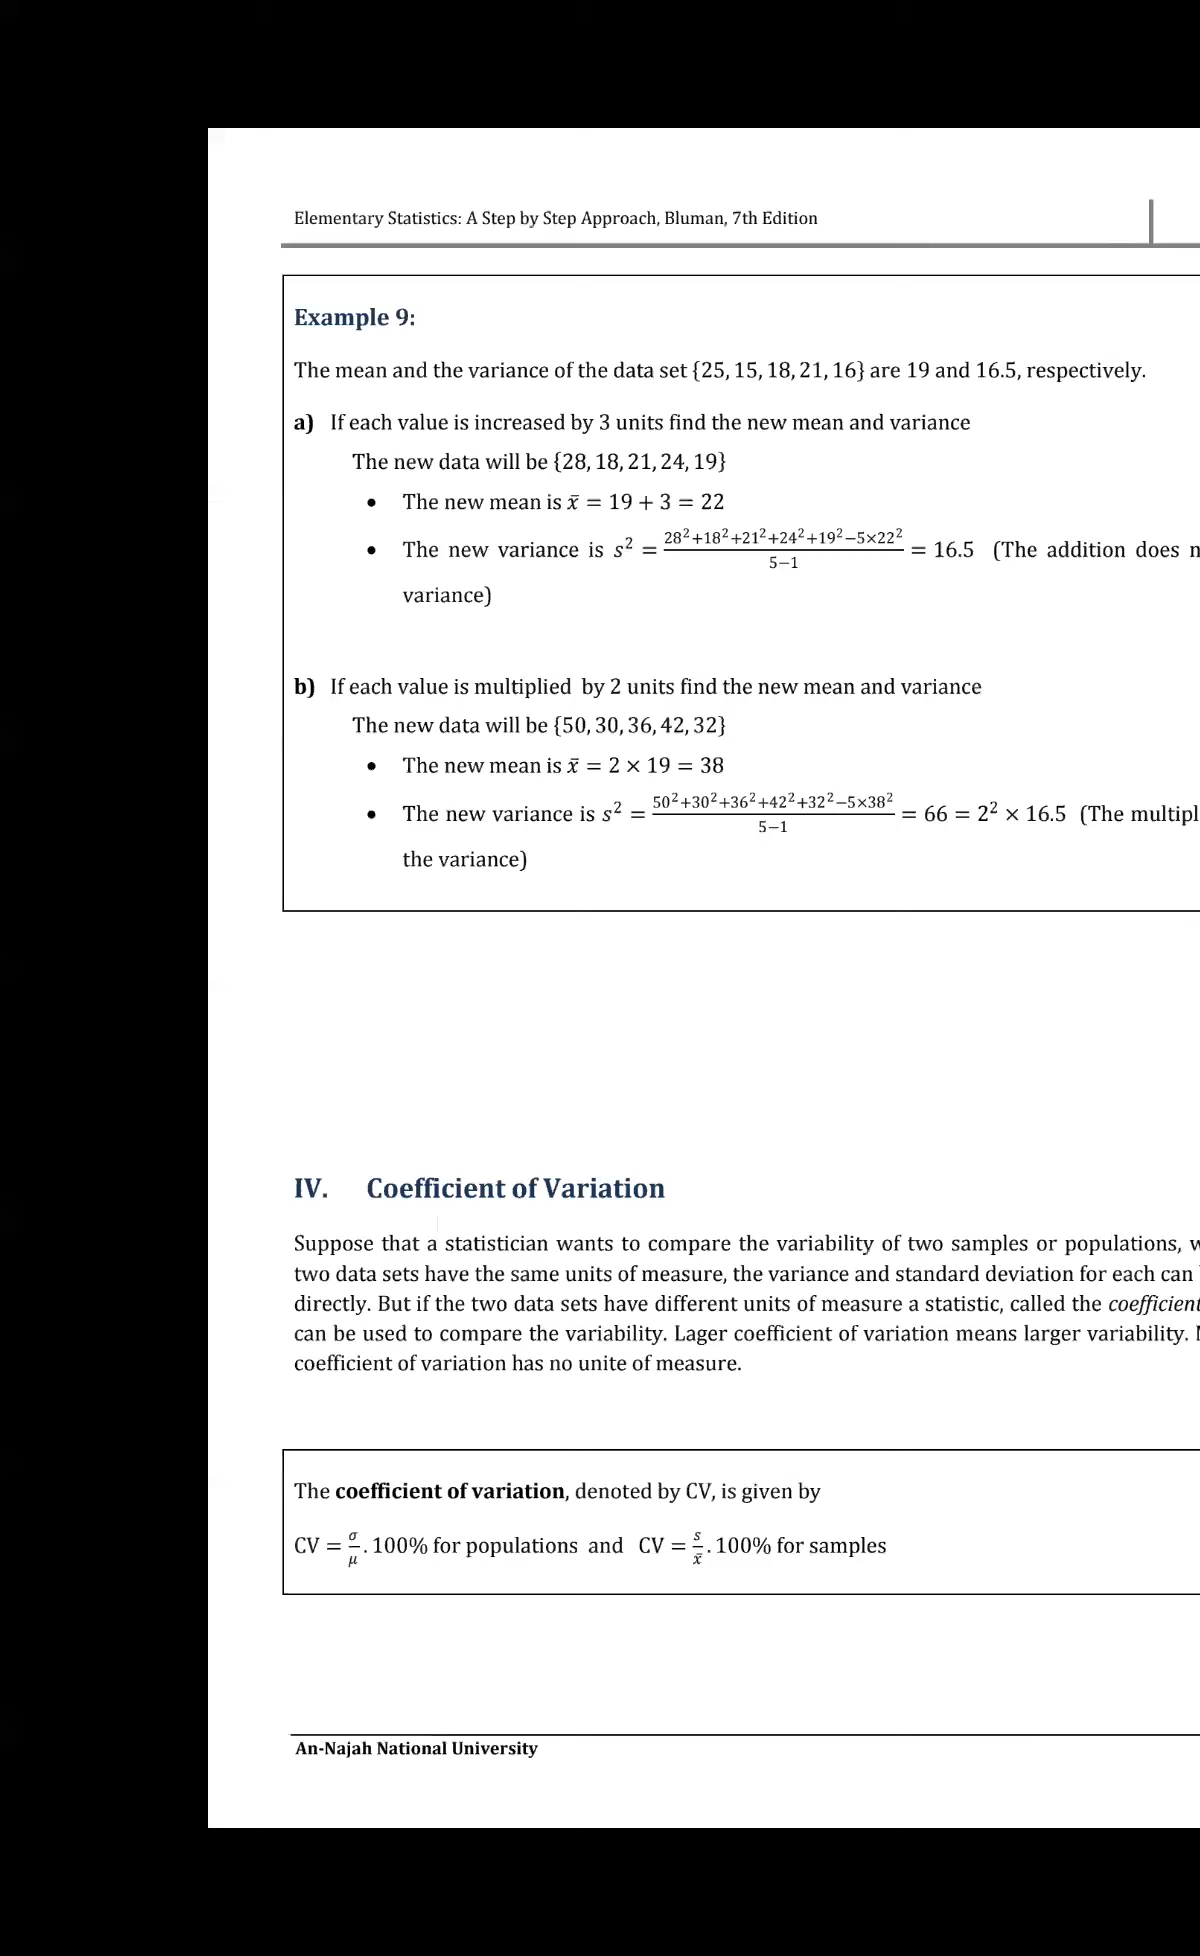 Elementary Statistics: A Step by Step Approach, Bluman, 7th Edition
Example 9:
The mean and the variance of the data set {25, 15, 18, 21, 16} are 19 and 16.5, respectively.
a) If each value is increased by 3 units find the new mean and variance
The new data will be {28, 18, 21, 24, 19}
• The new mean is x̄ = 19 + 3 = 22
• The new variance is s² = (28²+18²+21²+24²+19²−5×22²)/(5−1) = 16.5 (The addition does
variance)
b) If each value is multiplied by 2 units find the new mean and variance
The new data will be {50, 30, 36, 42, 32}
• The new mean is x̄ = 2 × 19 = 38
• The new variance is s² = (50²+30²+36²+42²+32²−5×38²)/(5−1) = 66 = 2² × 16.5 (The
the variance)
IV. Coefficient of Variation
Suppose that a statistician wants to compare the variability of two samples or populations,
two data sets have the same units of measure, the variance and standard deviation for each can
directly. But if the two data sets have different units of measure a statistic, called the coefficient
can be used to compare the variability. Lager coefficient of variation means larger variability.
coefficient of variation has no unite of measure.
The coefficient of variation, denoted by CV, is given by
CV = σ/μ . 100% for populations and CV = s/x̄ . 100% for samples
An-Najah National University